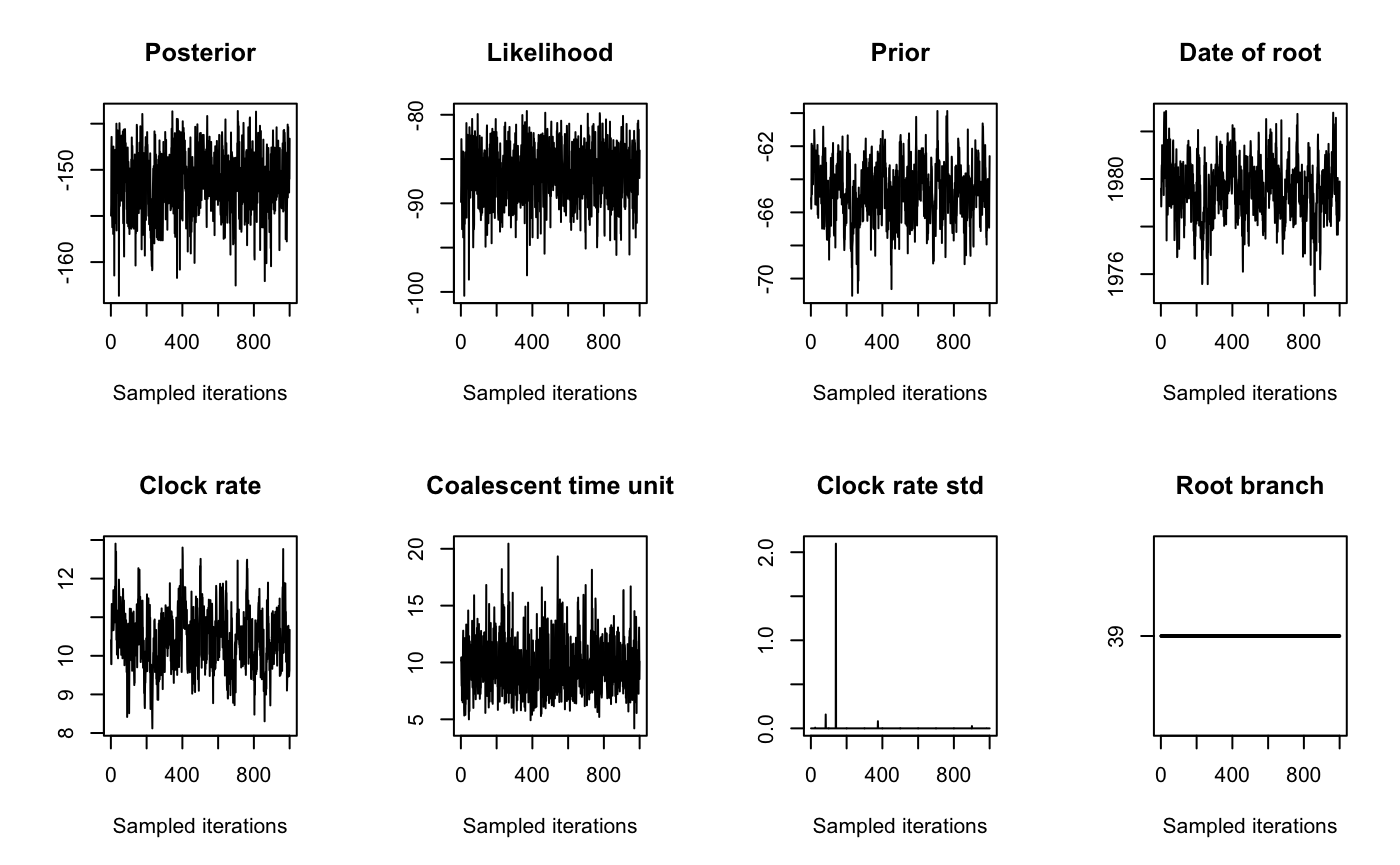 Posterior
Likelihood
Prior
Date of root
-150
-160
0 400 800
Sampled iterations
-80
-90
-100
0 400 800
Sampled iterations
-62
-66
-70
0 400 800
Sampled iterations
1980
1976
0 400 800
Sampled iterations
Clock rate
Coalescent time unit
Clock rate std
Root branch
12
10
9
8
0 400 800
Sampled iterations
20
15
10
5
0 400 800
Sampled iterations
2.0
1.0
0.0
0 400 800
Sampled iterations
39
0 400 800
Sampled iterations